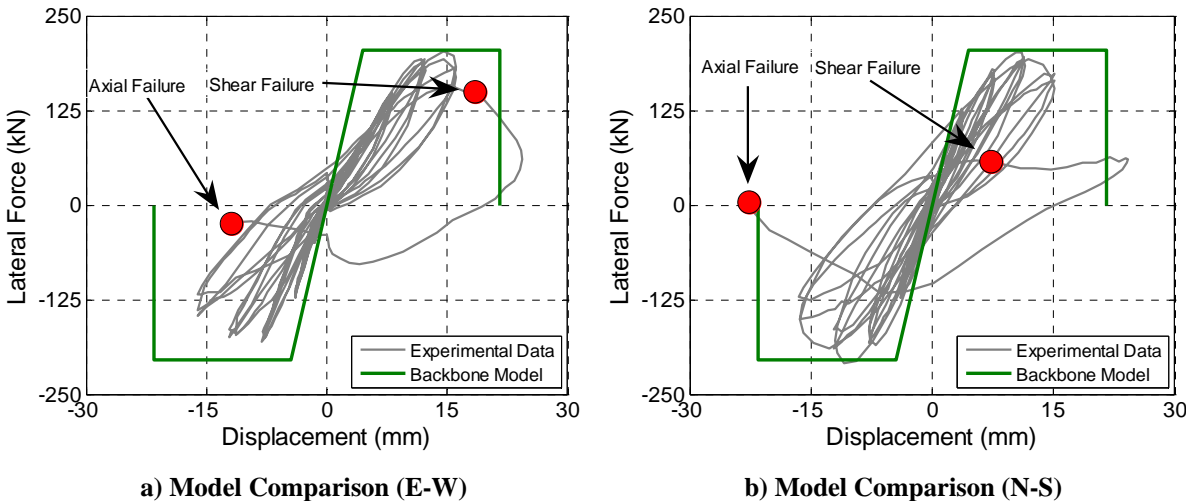 250
125
0
-125
-250
Lateral Force (kN)
Axial Failure
Shear Failure
Experimental Data
Backbone Model
-30
-15
0
15
30
Displacement (mm)
a) Model Comparison (E-W)
250
125
0
-125
-250
Lateral Force (kN)
Axial Failure
Shear Failure
Experimental Data
Backbone Model
-30
-15
0
15
30
Displacement (mm)
b) Model Comparison (N-S)